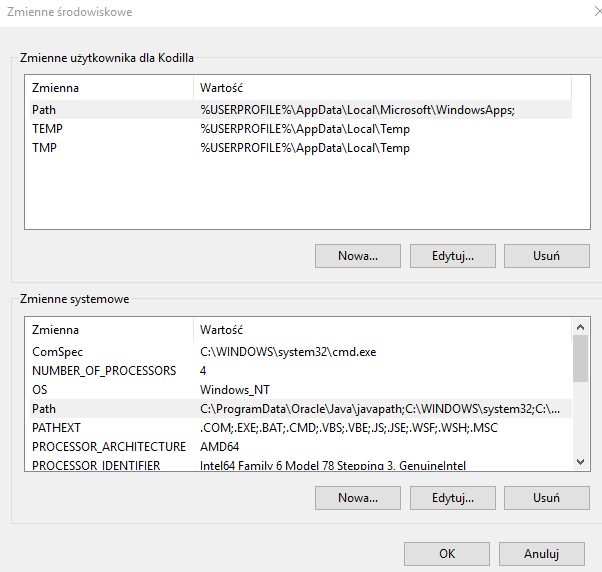 Zmienne środowiskowe
Zmienne użytkownika dla Kodilla
Zmienna Wartość
Path %USERPROFILE%\AppData\Local\Microsoft\WindowsApps;
TEMP %USERPROFILE%\AppData\Local\Temp
TMP %USERPROFILE%\AppData\Local\Temp
Nowa... Edytuj... Usuń
Zmienne systemowe
Zmienna Wartość
ComSpec C:\WINDOWS\system32\cmd.exe
NUMBER_OF_PROCESSORS 4
OS Windows_NT
Path C:\ProgramData\Oracle\Java\javapath;C:\WINDOWS\system32;C:\...
PATHEXT .COM;.EXE;.BAT;.CMD;.VBS;.VBE;.JS;.JSE;.WSF;.WSH;.MSC
PROCESSOR_ARCHITECTURE AMD64
PROCESSOR_IDENTIFIER Intel64 Family 6 Model 78 Stepping 3, GenuineIntel
Nowa... Edytuj... Usuń
OK Anuluj